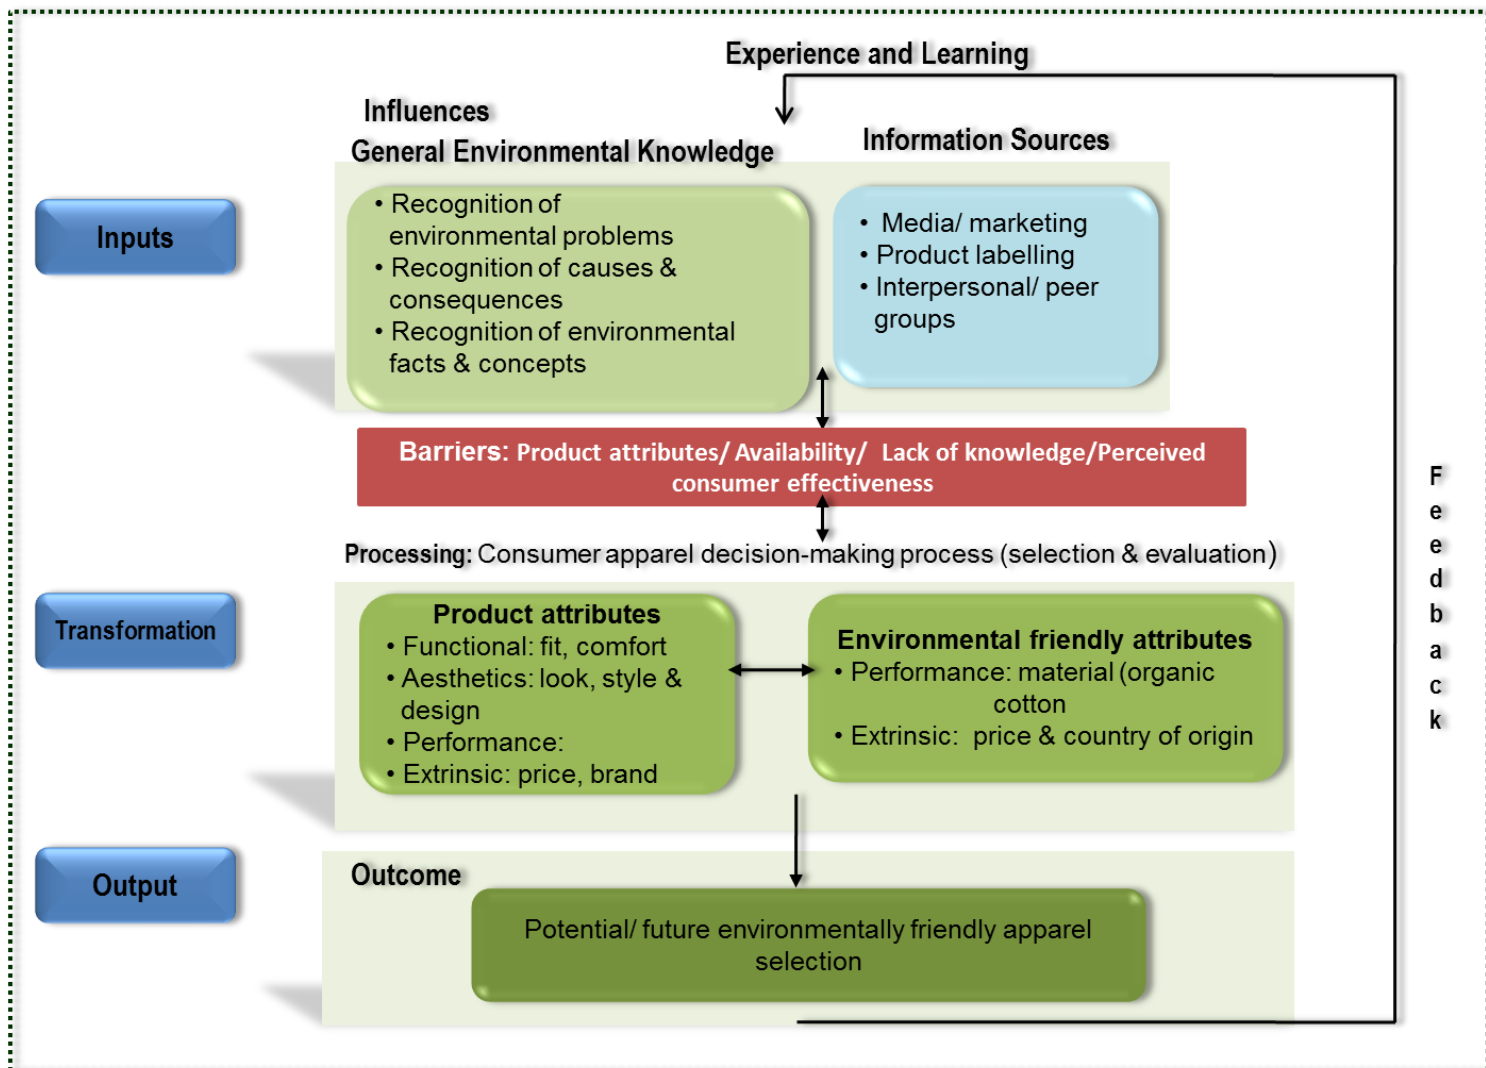 Experience and Learning
Influences
General Environmental Knowledge
Information Sources
Inputs
• Recognition of
environmental problems
• Recognition of causes &
consequences
• Recognition of environmental
facts & concepts
• Media/ marketing
• Product labelling
• Interpersonal/ peer
groups
Barriers: Product attributes/ Availability/ Lack of knowledge/Perceived
consumer effectiveness
Processing: Consumer apparel decision-making process (selection & evaluation)
Transformation
Product attributes
• Functional: fit, comfort
• Aesthetics: look, style &
design
• Performance:
• Extrinsic: price, brand
Environmental friendly attributes
• Performance: material (organic
cotton
• Extrinsic: price & country of origin
Output
Outcome
Potential/ future environmentally friendly apparel
selection
F
e
e
d
b
a
c
k